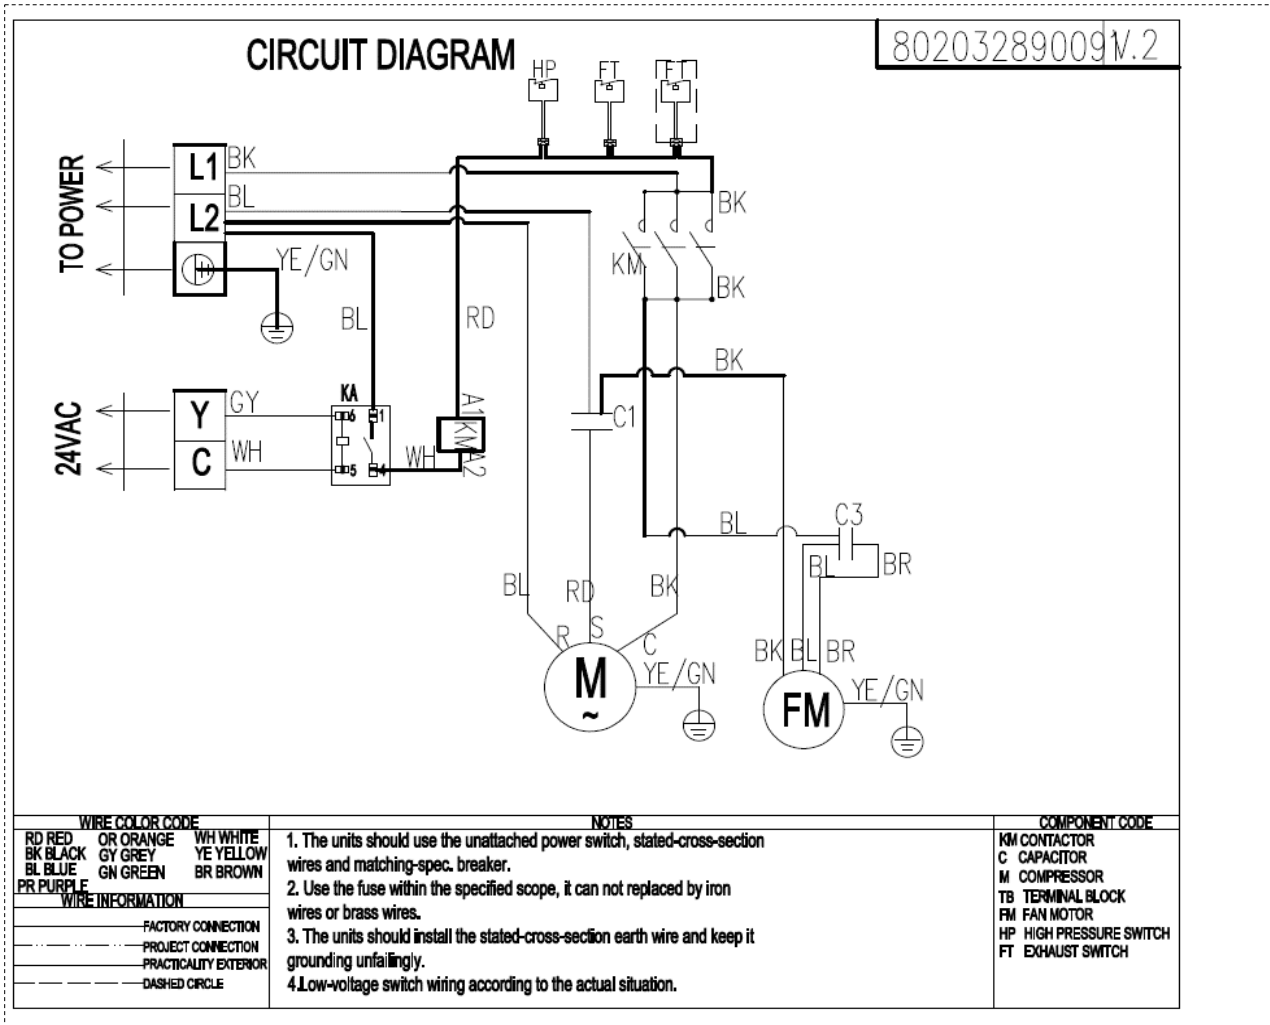 CIRCUIT DIAGRAM
80203289009 V.2
HP FT FT
TO POWER
L1 BK
BL
L2
YE/GN
BK
KM
BK
BL
RD
BK
24VAC
Y GY
C WH
KA
6 1
5 4
WH
A1 KM A2
C1
BL
C3
BL BR
BL RD BK
R S C
M
~
YE/GN
BK BL BR
FM
YE/GN
WIRE COLOR CODE
RD RED OR ORANGE WH WHITE
BK BLACK GY GREY YE YELLOW
BL BLUE GN GREEN BR BROWN
PR PURPLE
WIRE INFORMATION
FACTORY CONNECTION
PROJECT CONNECTION
PRACTICALITY EXTERIOR
DASHED CIRCLE
NOTES
1. The units should use the unattached power switch, stated-cross-section
wires and matching-spec. breaker.
2. Use the fuse within the specified scope, it can not replaced by iron
wires or brass wires.
3. The units should install the stated-cross-section earth wire and keep it
grounding unfailingly.
4.Low-voltage switch wiring according to the actual situation.
COMPONENT CODE
KM CONTACTOR
C CAPACITOR
M COMPRESSOR
TB TERMINAL BLOCK
FM FAN MOTOR
HP HIGH PRESSURE SWITCH
FT EXHAUST SWITCH